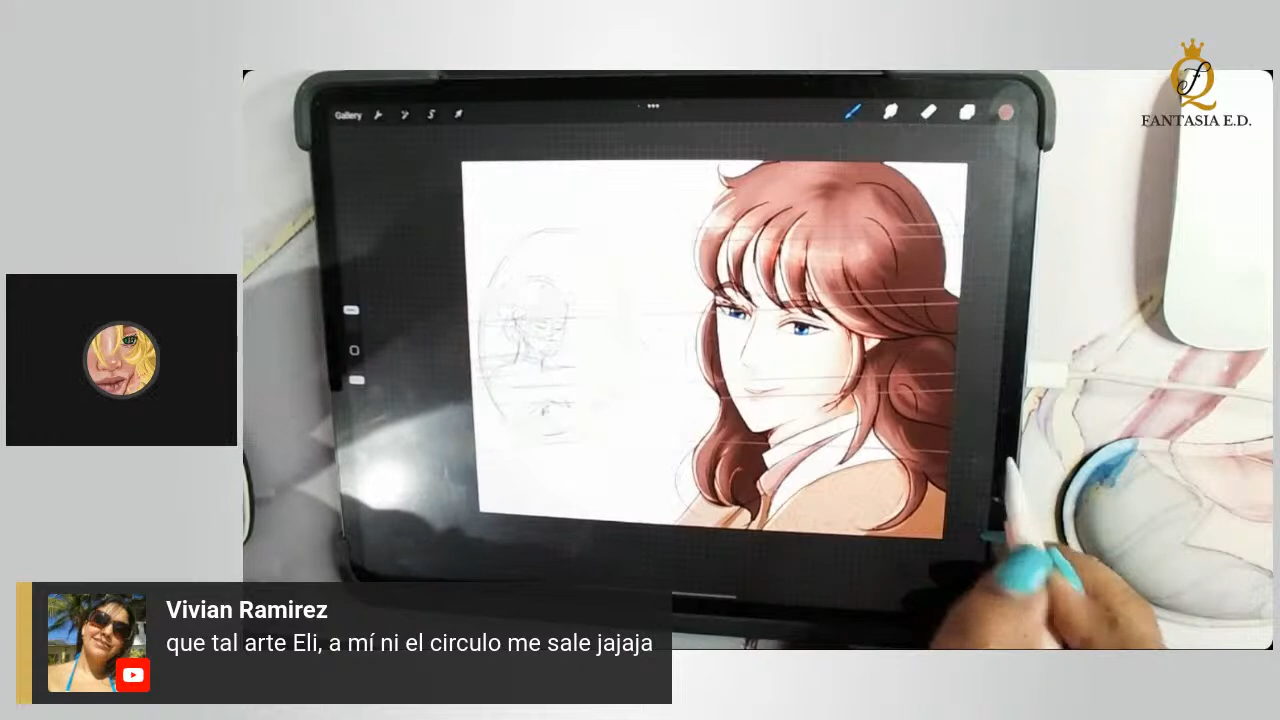 FANTASIA E.D.
Gallery
Vivian Ramirez
que tal arte Eli, a mí ni el circulo me sale jajaja